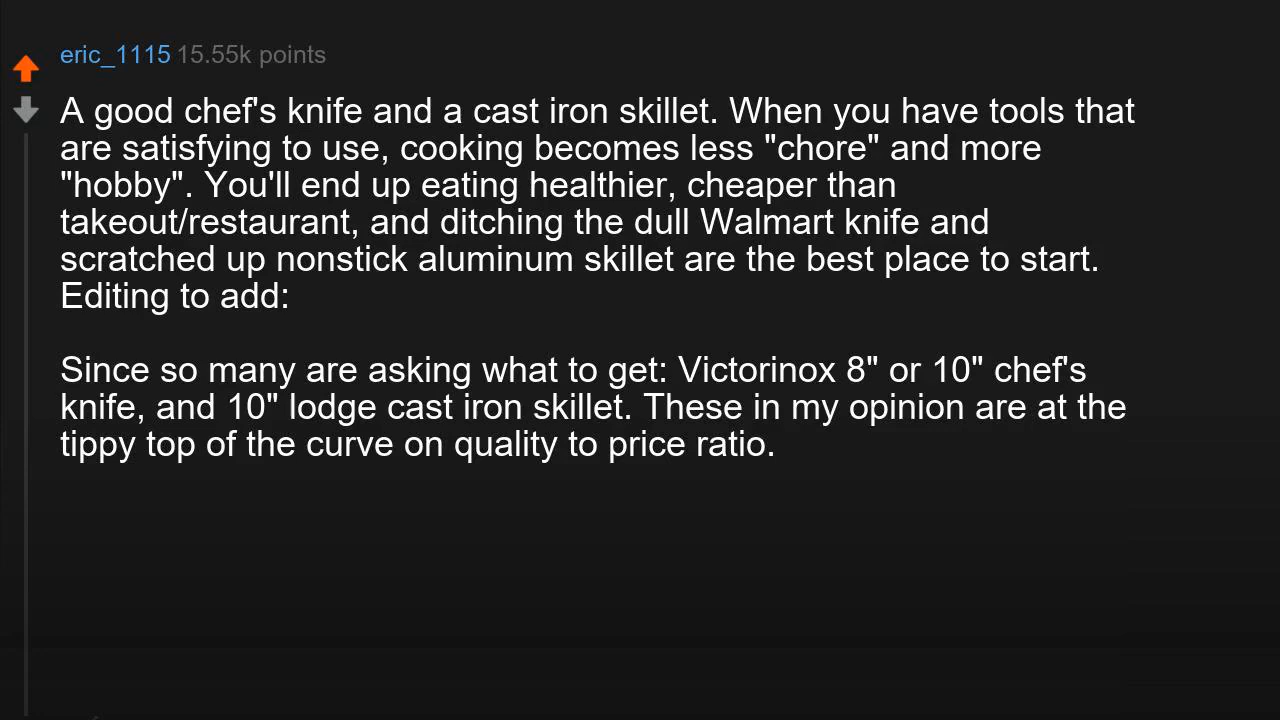 eric_1115 15.55k points
A good chef's knife and a cast iron skillet. When you have tools that
are satisfying to use, cooking becomes less "chore" and more
"hobby". You'll end up eating healthier, cheaper than
takeout/restaurant, and ditching the dull Walmart knife and
scratched up nonstick aluminum skillet are the best place to start.
Editing to add:
Since so many are asking what to get: Victorinox 8" or 10" chef's
knife, and 10" lodge cast iron skillet. These in my opinion are at the
tippy top of the curve on quality to price ratio.